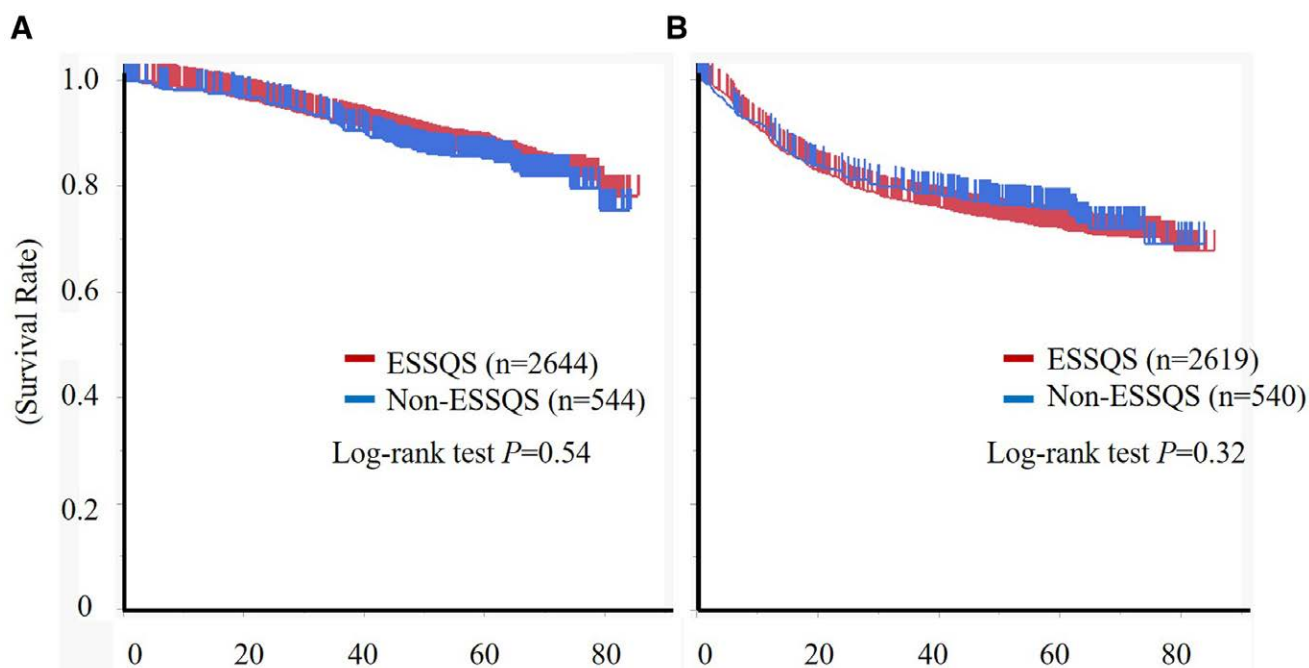 A
B
1.0
0.8
0.6
0.4
0.2
0
(Survival Rate)
ESSQS (n=2644)
Non-ESSQS (n=544)
Log-rank test P=0.54
ESSQS (n=2619)
Non-ESSQS (n=540)
Log-rank test P=0.32
0 20 40 60 80
0 20 40 60 80